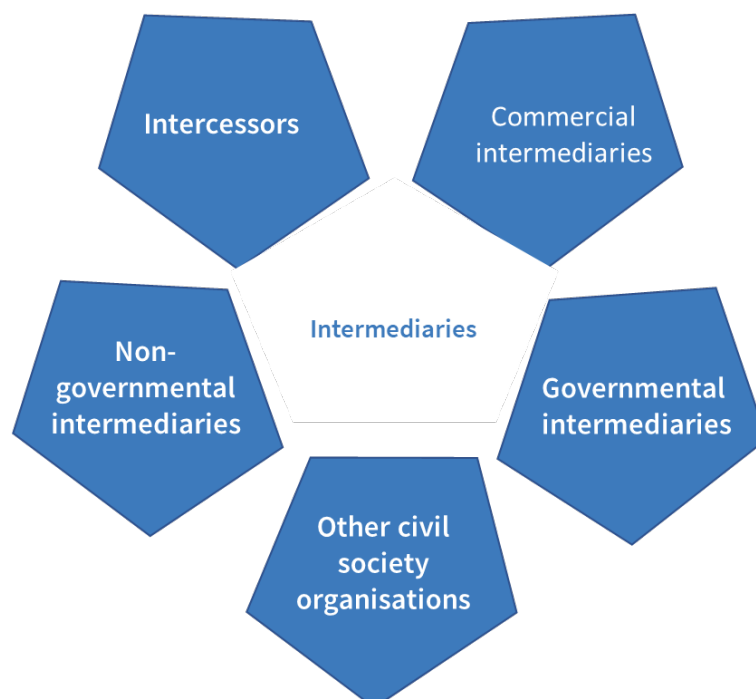 Intercessors
Commercial
intermediaries
Intermediaries
Non-
governmental
intermediaries
Governmental
intermediaries
Other civil
society
organisations